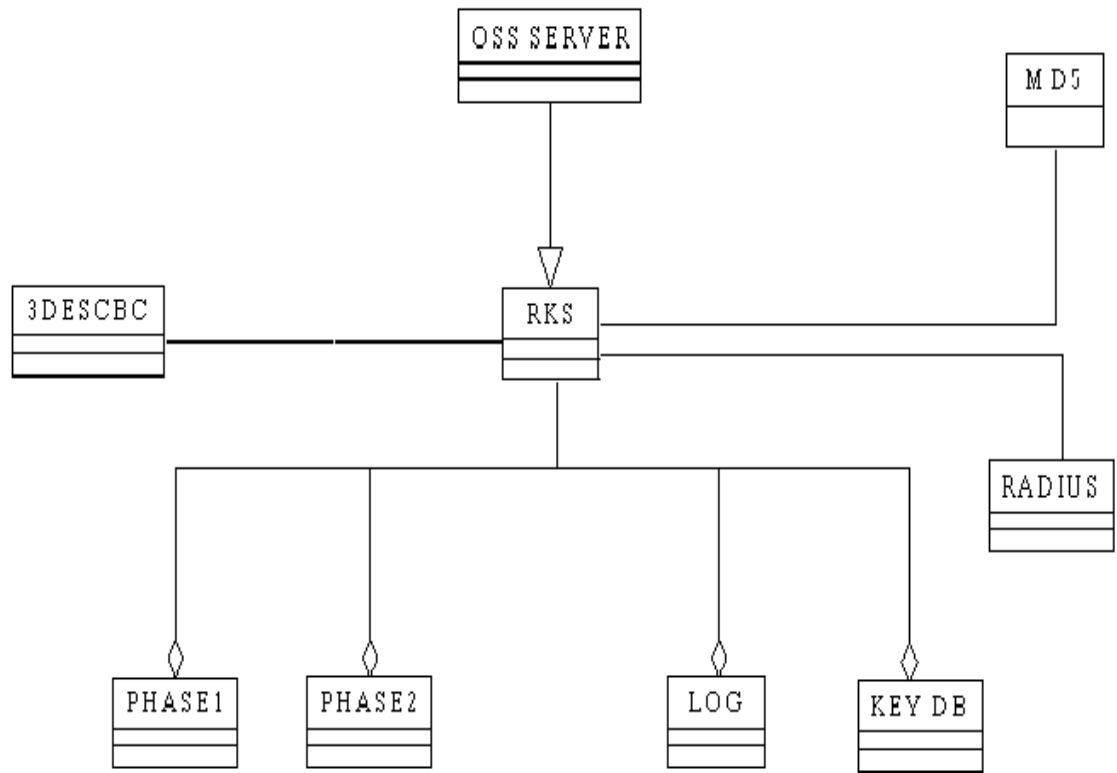 OSS SERVER
MD5
3DESCBC
RKS
RADIUS
PHASE1
PHASE2
LOG
KEY DB